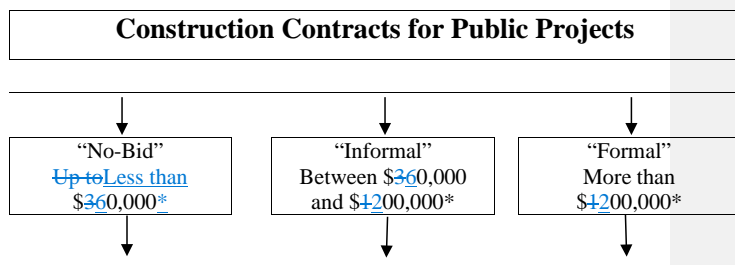 Construction Contracts for Public Projects
“No-Bid”
Up toLess than
$360,000*
“Informal”
Between $360,000
and $1200,000*
“Formal”
More than
$1200,000*